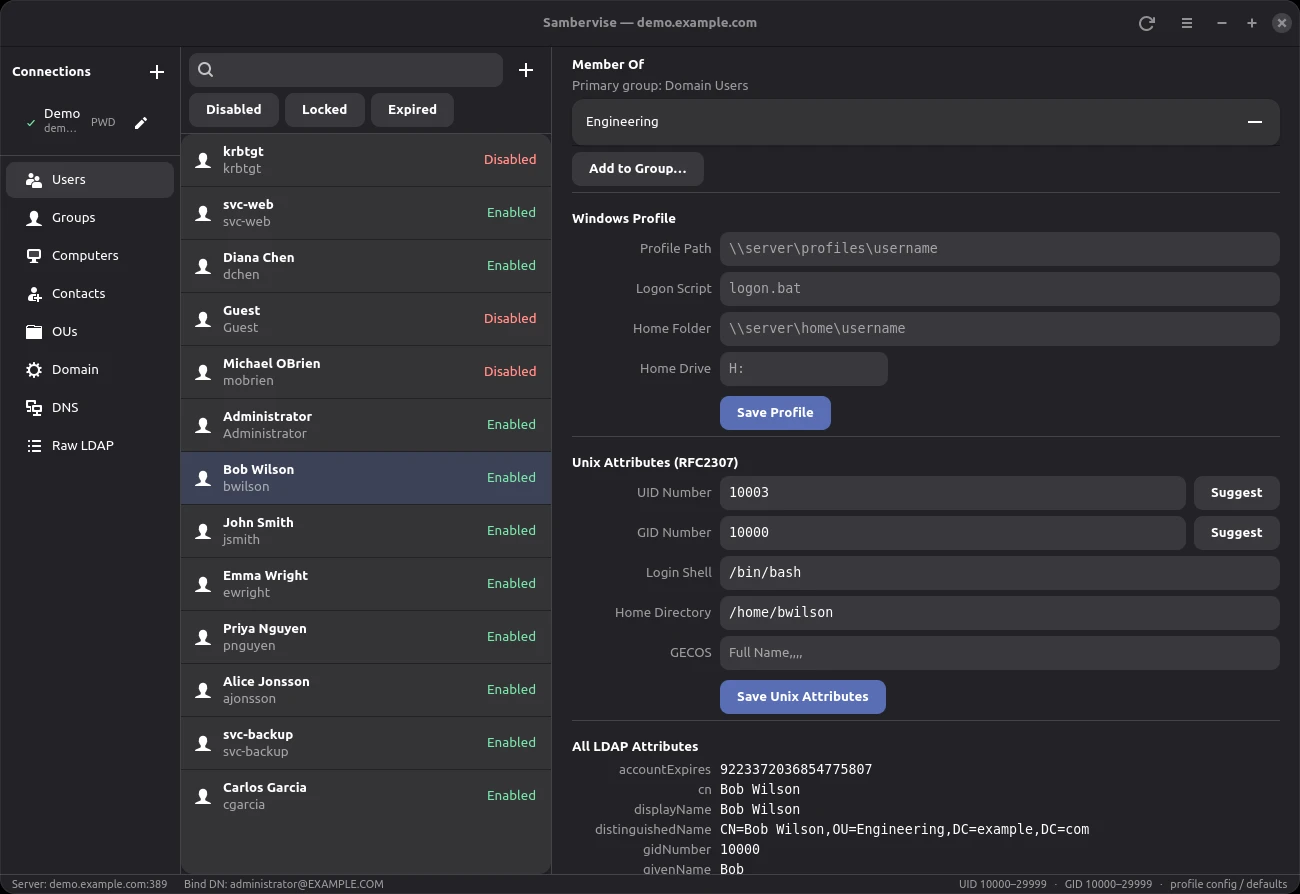 Sambervise — demo.example.com
Connections
Demo
dem...
PWD
Users
Groups
Computers
Contacts
OUs
Domain
DNS
Raw LDAP
Disabled Locked Expired
krbtgt
krbtgt
Disabled
svc-web
svc-web
Enabled
Diana Chen
dchen
Enabled
Guest
Guest
Disabled
Michael OBrien
mobrien
Disabled
Administrator
Administrator
Enabled
Bob Wilson
bwilson
Enabled
John Smith
jsmith
Enabled
Emma Wright
ewright
Enabled
Priya Nguyen
pnguyen
Enabled
Alice Jonsson
ajonsson
Enabled
svc-backup
svc-backup
Enabled
Carlos Garcia
cgarcia
Enabled
Member Of
Primary group: Domain Users
Engineering
Add to Group...
Windows Profile
Profile Path \\server\profiles\username
Logon Script logon.bat
Home Folder \\server\home\username
Home Drive H:
Save Profile
Unix Attributes (RFC2307)
UID Number 10003 Suggest
GID Number 10000 Suggest
Login Shell /bin/bash
Home Directory /home/bwilson
GECOS Full Name,,,,
Save Unix Attributes
All LDAP Attributes
accountExpires 9223372036854775807
cn Bob Wilson
displayName Bob Wilson
distinguishedName CN=Bob Wilson,OU=Engineering,DC=example,DC=com
gidNumber 10000
givenName Bob
Server: demo.example.com:389 Bind DN: administrator@EXAMPLE.COM UID 10000–29999 · GID 10000–29999 · profile config / defaults